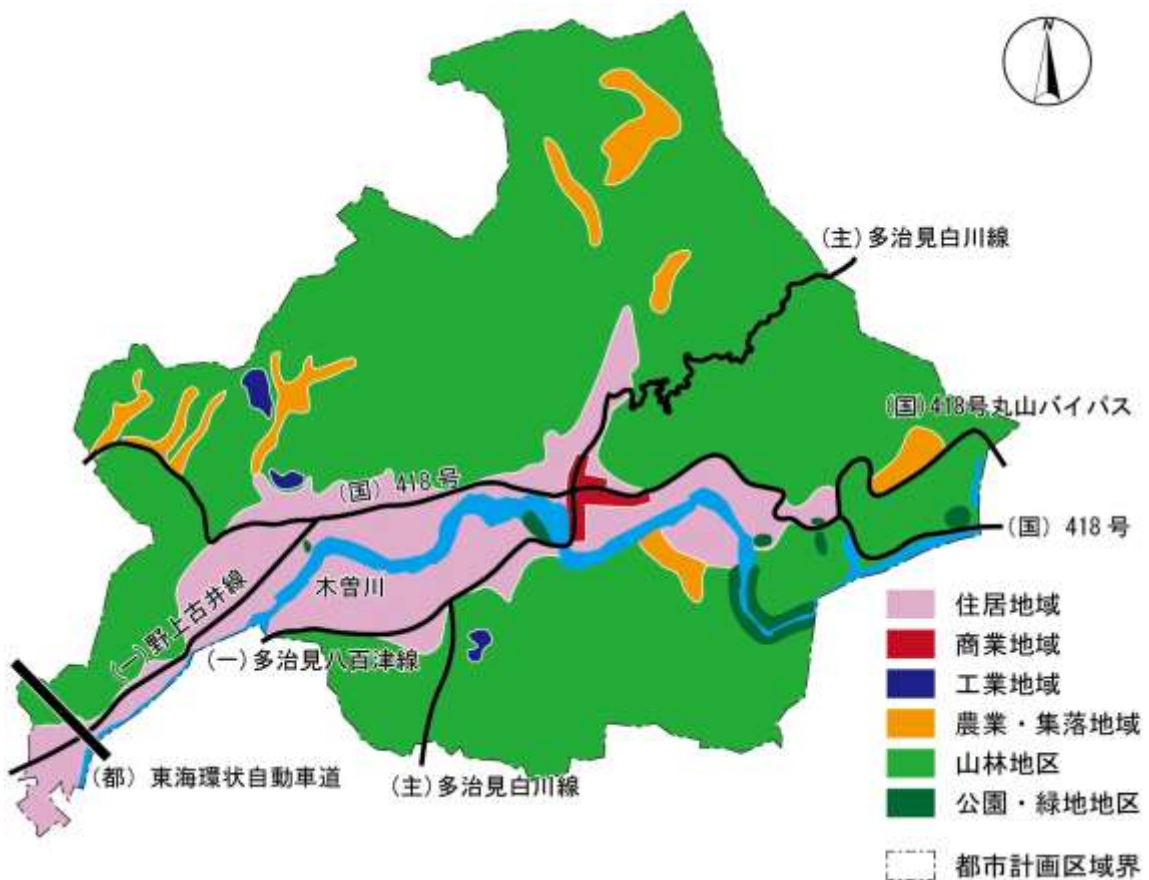 N
(主)多治見白川線
(国)418号丸山バイパス
(国)418号
(国)418号
木曽川
(一)野上古井線
(一)多治見八百津線
(都)東海環状自動車道
(主)多治見白川線
住居地域
商業地域
工業地域
農業・集落地域
山林地区
公園・緑地地区
都市計画区域界